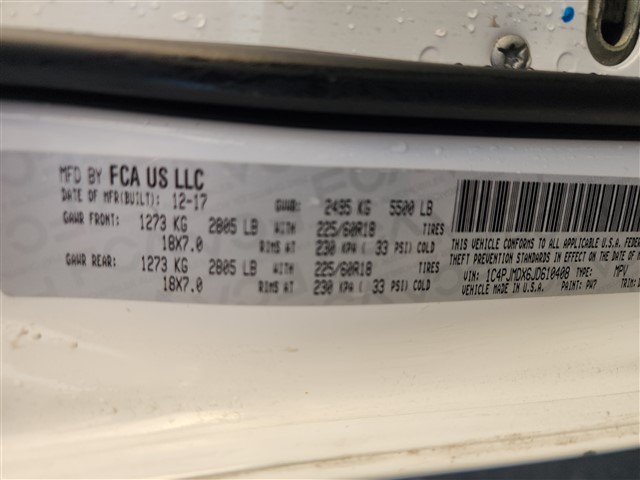 MFD BY FCA US LLC
DATE OF MFR(BUILT): 12-17 GVWR: 2495 KG 5500 LB
GAWR FRONT: 1273 KG 2805 LB WITH 225/60R18 TIRES
18X7.0 RIMS AT 230 KPA ( 33 PSI) COLD
GAWR REAR: 1273 KG 2805 LB WITH 225/60R18 TIRES
18X7.0 RIMS AT 230 KPA ( 33 PSI) COLD
THIS VEHICLE CONFORMS TO ALL APPLICABLE U.S.A. FEDERAL
THEFT PREVENTION STANDARDS IN EFFECT ON THE DATE OF
VIN: 1C4PJMDX6JD610408 TYPE: MPV
VEHICLE MADE IN U.S.A. PAINT: PW7 TRIM: